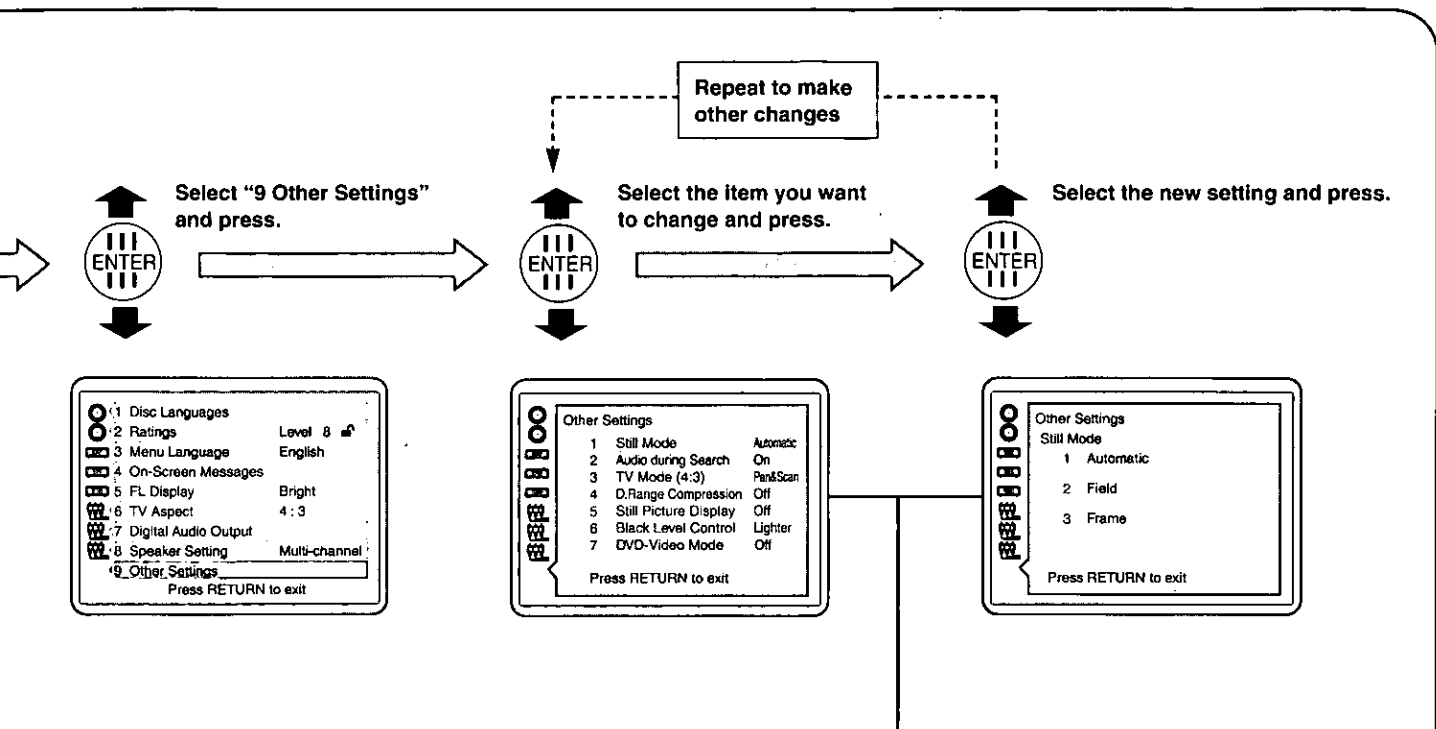 Repeat to make
other changes
Select “9 Other Settings”
and press.
Select the item you want
to change and press.
Select the new setting and press.
ENTER
ENTER
ENTER
1 Disc Languages
2 Ratings Level 8
3 Menu Language English
4 On-Screen Messages
5 FL Display Bright
6 TV Aspect 4 : 3
7 Digital Audio Output
8 Speaker Setting Multi-channel
9 Other Settings
Press RETURN to exit
Other Settings
1 Still Mode Automatic
2 Audio during Search On
3 TV Mode (4:3) Pan&Scan
4 D.Range Compression Off
5 Still Picture Display Off
6 Black Level Control Lighter
7 DVD-Video Mode Off
Press RETURN to exit
Other Settings
Still Mode
1 Automatic
2 Field
3 Frame
Press RETURN to exit